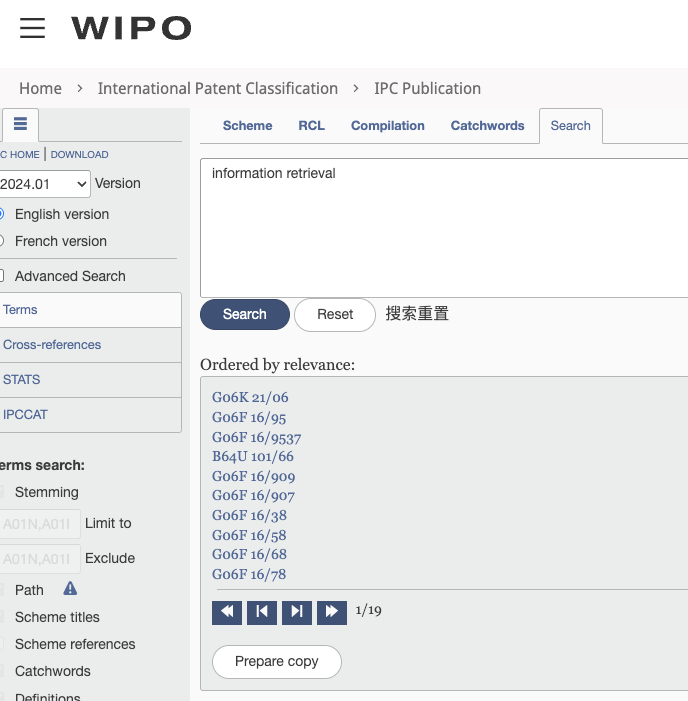 WIPO
Home > International Patent Classification > IPC Publication
Scheme RCL Compilation Catchwords Search
C HOME | DOWNLOAD
2024.01 Version
English version
French version
Advanced Search
Terms
Cross-references
STATS
IPCCAT
erms search:
Stemming
A01N,A01I Limit to
A01N,A01I Exclude
Path
Scheme titles
Scheme references
Catchwords
Definitions
information retrieval
Search Reset 搜索重置
Ordered by relevance:
G06K 21/06
G06F 16/95
G06F 16/9537
B64U 101/66
G06F 16/909
G06F 16/907
G06F 16/38
G06F 16/58
G06F 16/68
G06F 16/78
1/19
Prepare copy